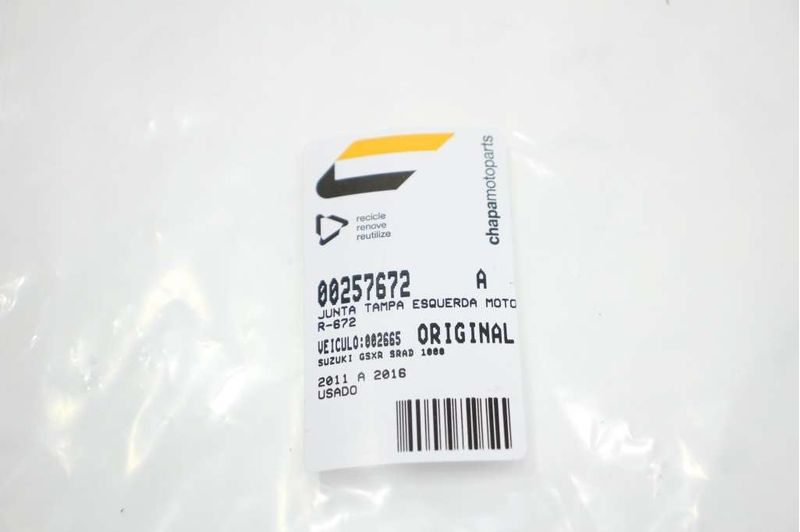 chapamotoparts
recicle
renove
reutilize
00257672 A
JUNTA TAMPA ESQUERDA MOTO
R-672
VEICULO:002665 ORIGINAL
SUZUKI GSXR SRAD 1000
2011 A 2016
USADO